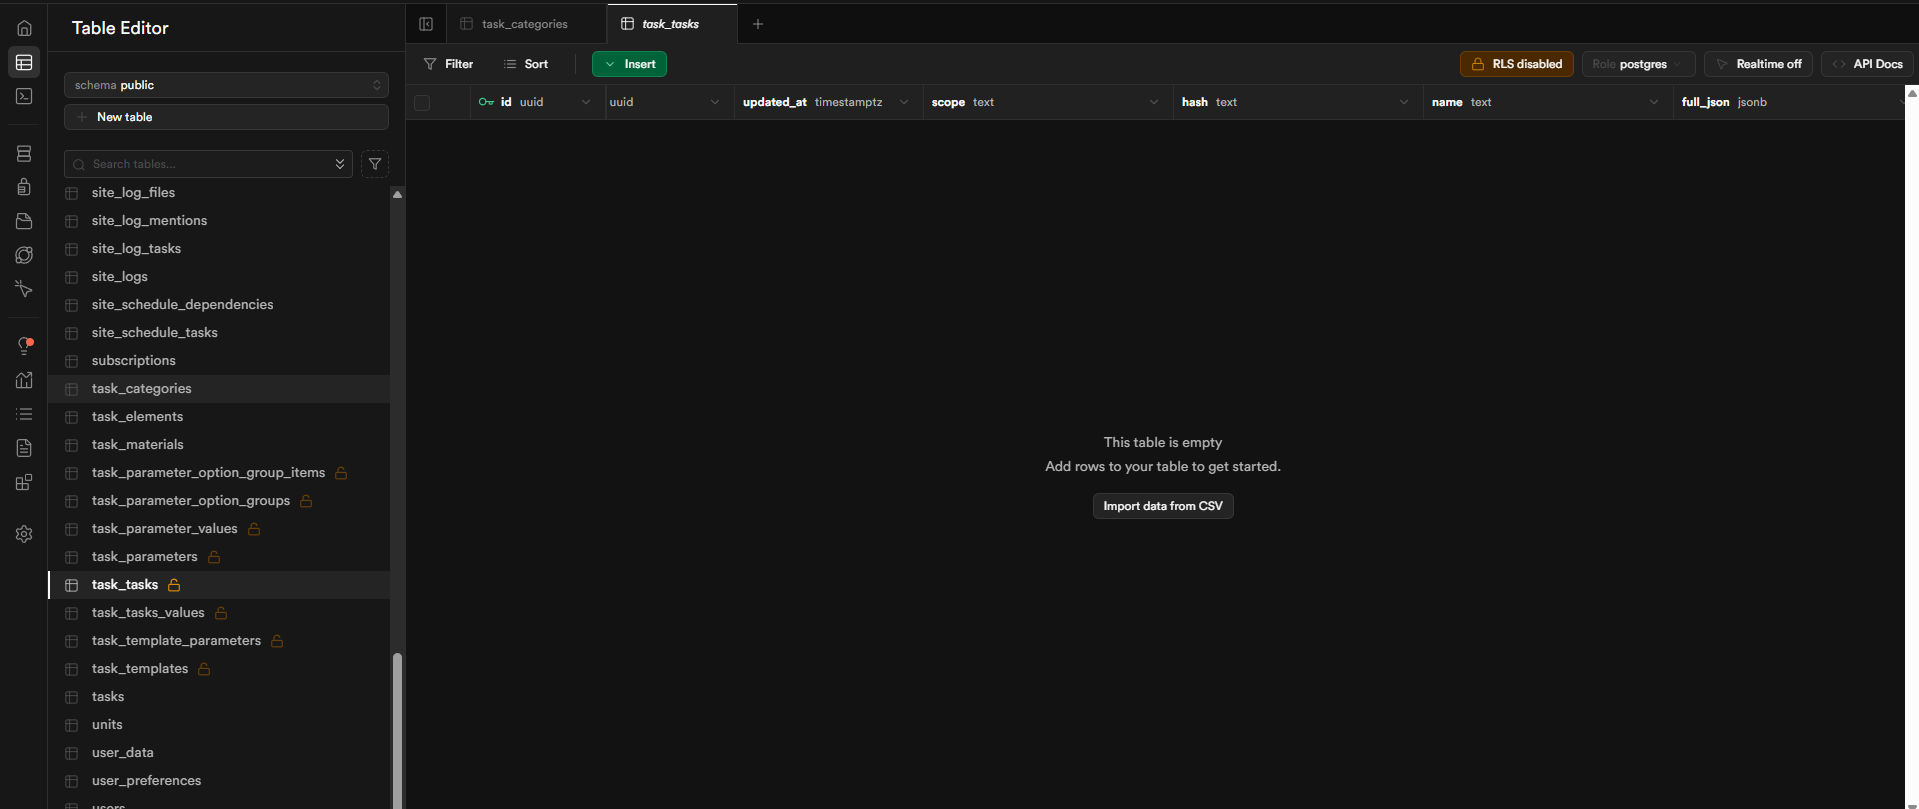 Table Editor
schema public
New table
Search tables...
site_log_files
site_log_mentions
site_log_tasks
site_logs
site_schedule_dependencies
site_schedule_tasks
subscriptions
task_categories
task_elements
task_materials
task_parameter_option_group_items
task_parameter_option_groups
task_parameter_values
task_parameters
task_tasks
task_tasks_values
task_template_parameters
task_templates
tasks
units
user_data
user_preferences
users
task_categories
task_tasks
Filter
Sort
Insert
RLS disabled
Role postgres
Realtime off
API Docs
id uuid
uuid
updated_at timestamptz
scope text
hash text
name text
full_json jsonb
This table is empty
Add rows to your table to get started.
Import data from CSV